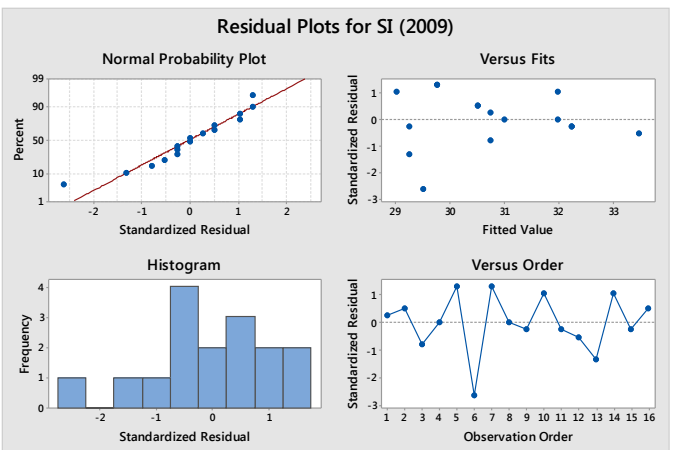 Residual Plots for SI (2009)
Normal Probability Plot
99
90
50
10
1
Percent
-2 -1 0 1 2
Standardized Residual
Versus Fits
1
0
-1
-2
-3
Standardized Residual
29 30 31 32 33
Fitted Value
Histogram
4
3
2
1
0
Frequency
-2 -1 0 1
Standardized Residual
Versus Order
1
0
-1
-2
-3
Standardized Residual
1 2 3 4 5 6 7 8 9 10 11 12 13 14 15 16
Observation Order